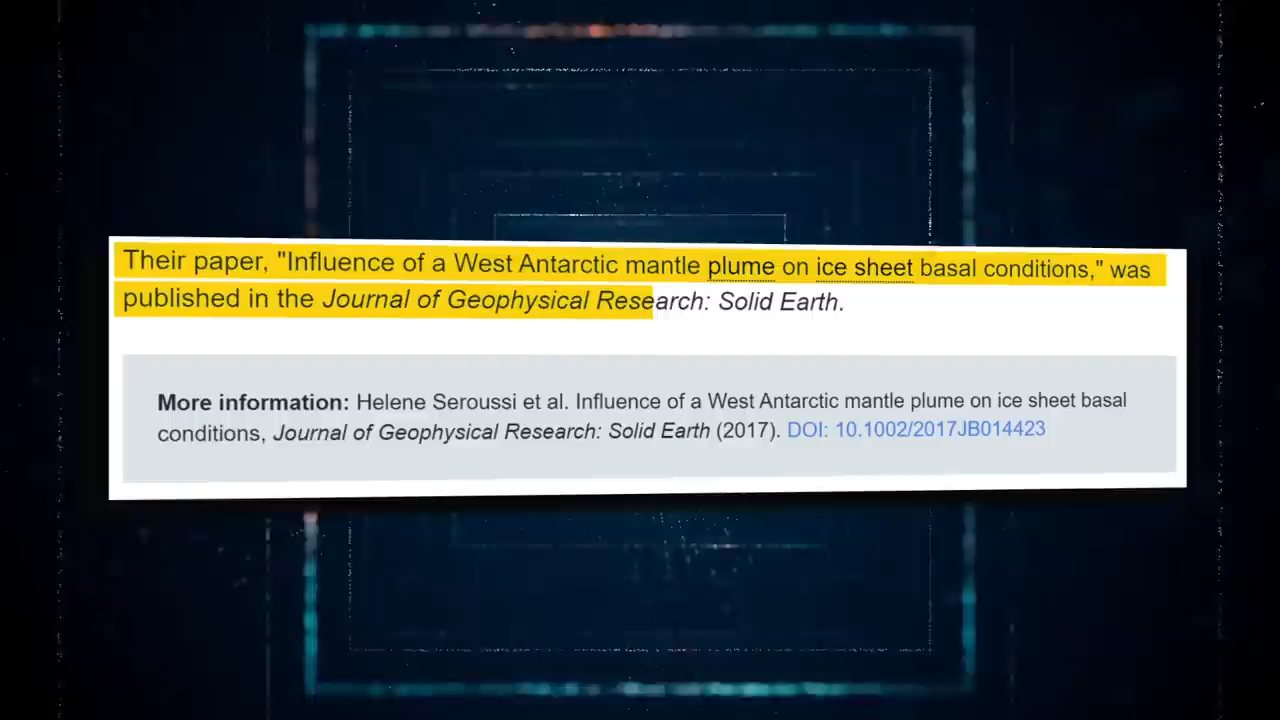 Their paper, "Influence of a West Antarctic mantle plume on ice sheet basal conditions," was
published in the Journal of Geophysical Research: Solid Earth.
More information: Helene Seroussi et al. Influence of a West Antarctic mantle plume on ice sheet basal
conditions, Journal of Geophysical Research: Solid Earth (2017). DOI: 10.1002/2017JB014423